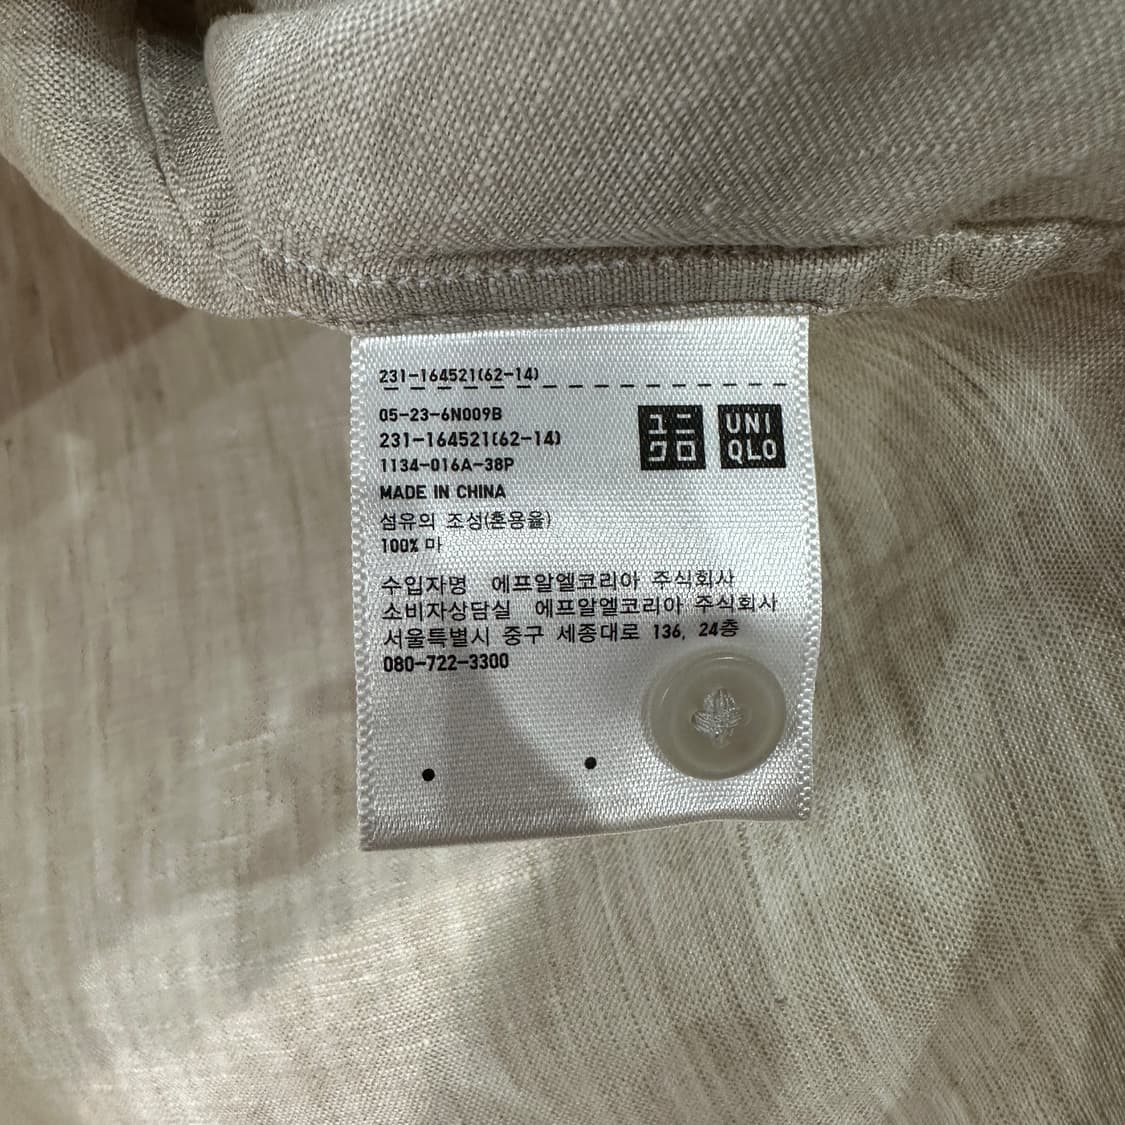 231-164521(62-14)
05-23-6N009B
231-164521(62-14)
1134-016A-38P
MADE IN CHINA
섬유의 조성(혼용율)
100% 마
수입자명 에프알엘코리아 주식회사
소비자상담실 에프알엘코리아 주식회사
서울특별시 중구 세종대로 136, 24층
080-722-3300
ユニ
クロ
UNI
QLO